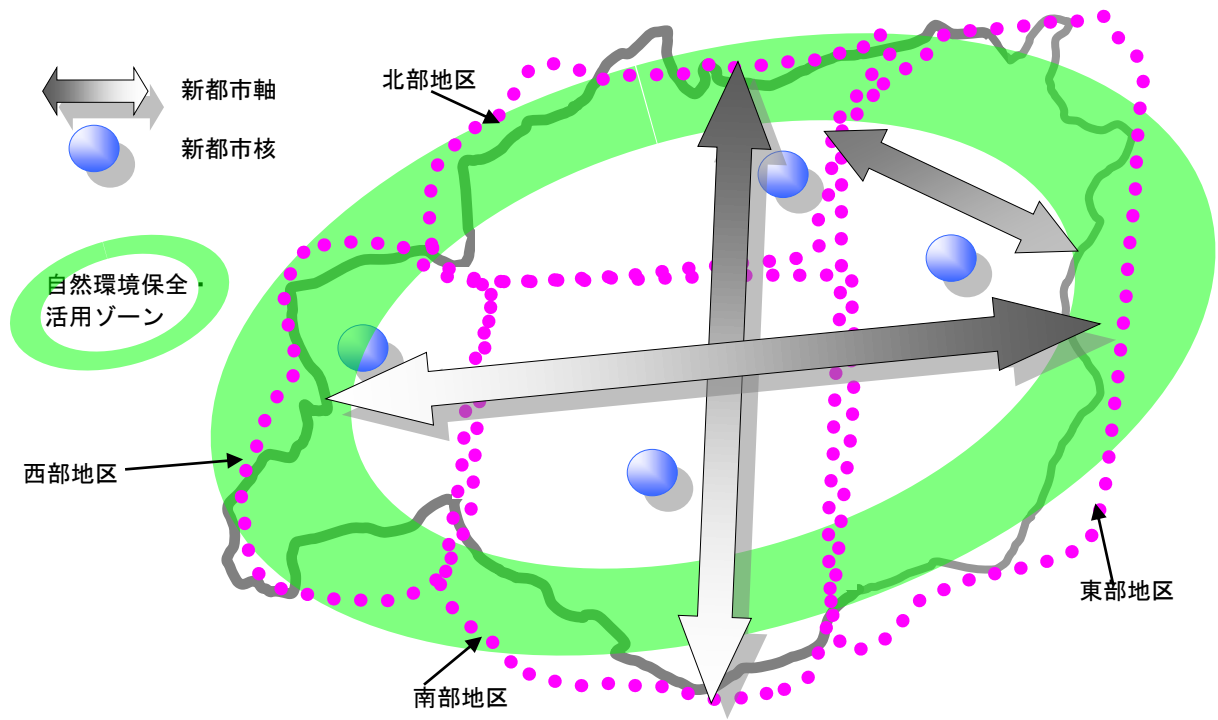 北部地区
新都市軸
新都市核
自然環境保全・
活用ゾーン
西部地区
東部地区
南部地区